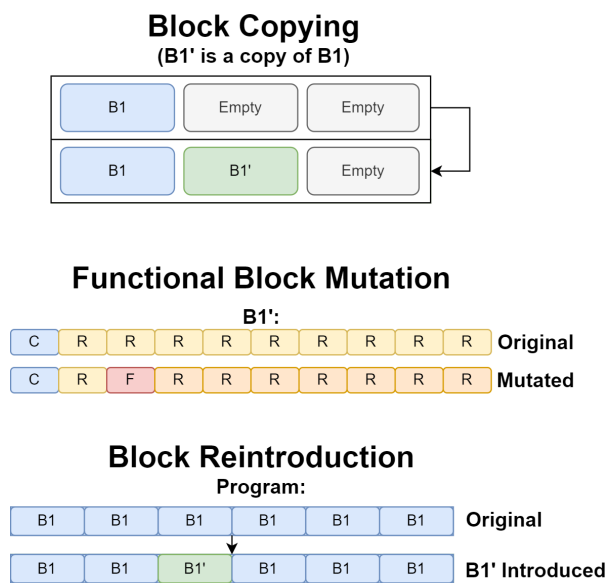 Block Copying
(B1' is a copy of B1)
B1 Empty Empty
B1 B1' Empty
Functional Block Mutation
B1':
C R R R R R R R R R Original
C R F R R R R R R R Mutated
Block Reintroduction
Program:
B1 B1 B1 B1 B1 B1 Original
B1 B1 B1' B1 B1 B1 B1' Introduced